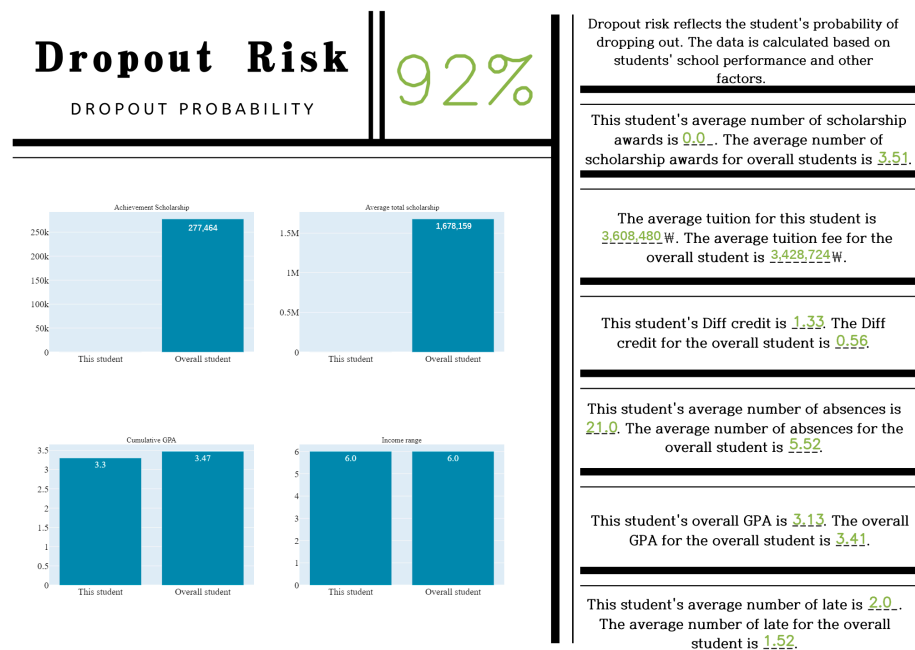 Dropout Risk
DROPOUT PROBABILITY
92%
Achievement Scholarship
250k
200k
150k
100k
50k
0
277,464
This student
Overall student
Average total scholarship
1.5M
1M
0.5M
0
1,678,159
This student
Overall student
Cumulative GPA
3.5
3
2.5
2
1.5
1
0.5
0
3.3
3.47
This student
Overall student
Income range
6
5
4
3
2
1
0
6.0
6.0
This student
Overall student
Dropout risk reflects the student's probability of
dropping out. The data is calculated based on
students' school performance and other
factors.
This student's average number of scholarship
awards is 0.0_. The average number of
scholarship awards for overall students is 3.51.
The average tuition for this student is
3,608,480₩. The average tuition fee for the
overall student is 3,428,724₩.
This student's Diff credit is 1.33. The Diff
credit for the overall student is 0.56.
This student's average number of absences is
21.0. The average number of absences for the
overall student is 5.52.
This student's overall GPA is 3.13. The overall
GPA for the overall student is 3.41.
This student's average number of late is 2.0_.
The average number of late for the overall
student is 1.52.